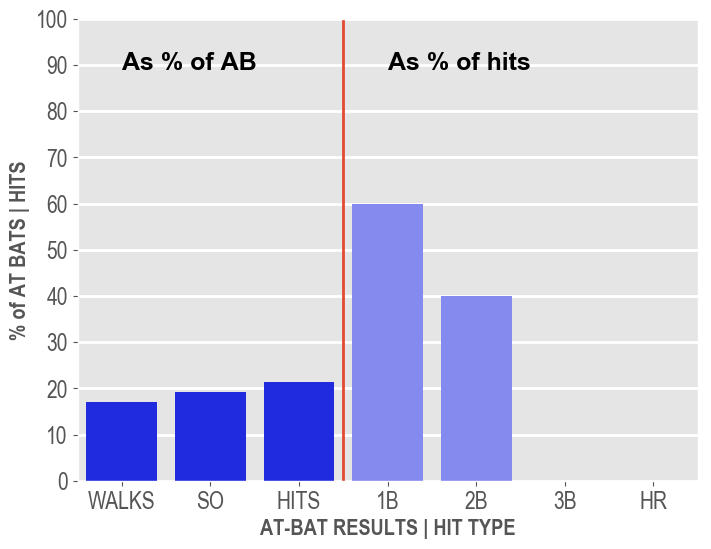 As % of AB
As % of hits
100
90
80
70
60
50
40
30
20
10
0
% of AT BATS | HITS
WALKS SO HITS 1B 2B 3B HR
AT-BAT RESULTS | HIT TYPE